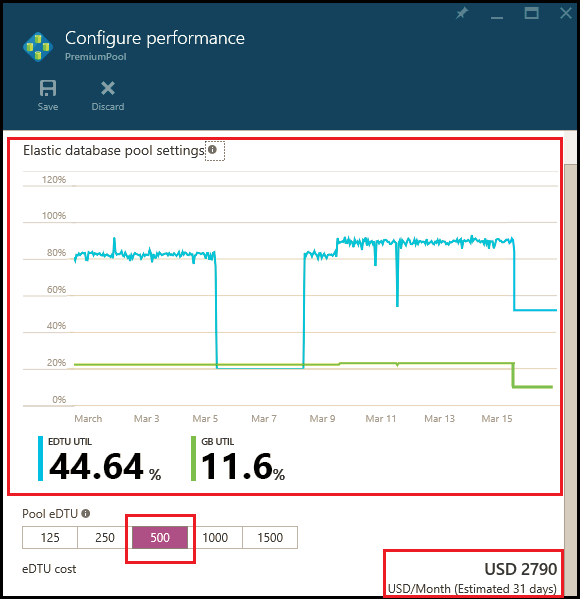 Configure performance
PremiumPool
Save Discard
Elastic database pool settings
120%
100%
80%
60%
40%
20%
0%
March Mar 3 Mar 5 Mar 7 Mar 9 Mar 11 Mar 13 Mar 15
EDTU UTIL GB UTIL
44.64 % 11.6%
Pool eDTU
125 250 500 1000 1500
eDTU cost USD 2790
USD/Month (Estimated 31 days)